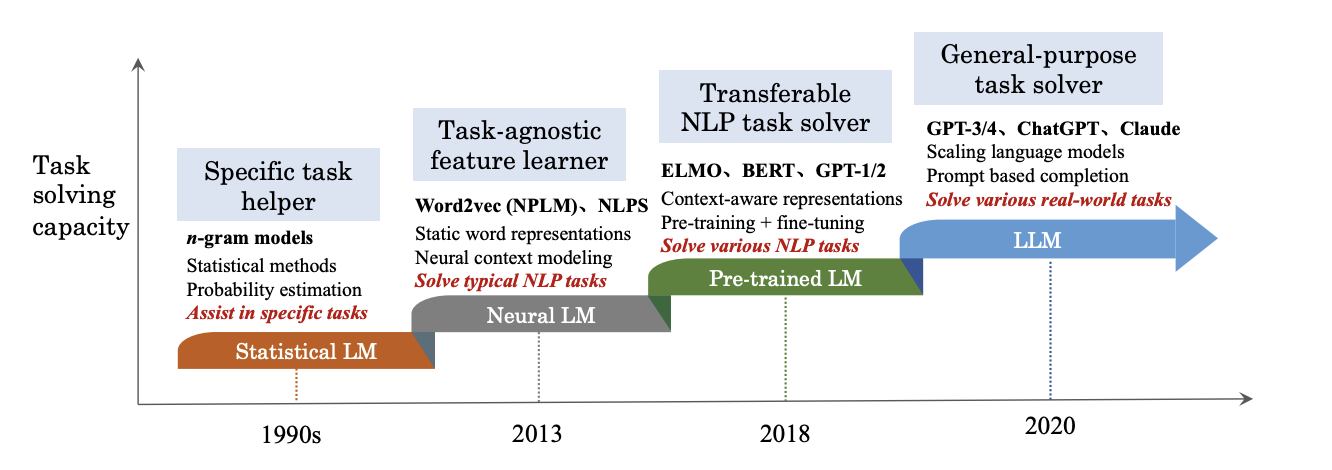 Task
solving
capacity
Specific task
helper
n-gram models
Statistical methods
Probability estimation
Assist in specific tasks
Statistical LM
1990s
Task-agnostic
feature learner
Word2vec (NPLM)、NLPS
Static word representations
Neural context modeling
Solve typical NLP tasks
Neural LM
2013
Transferable
NLP task solver
ELMO、BERT、GPT-1/2
Context-aware representations
Pre-training + fine-tuning
Solve various NLP tasks
Pre-trained LM
2018
General-purpose
task solver
GPT-3/4、ChatGPT、Claude
Scaling language models
Prompt based completion
Solve various real-world tasks
LLM
2020